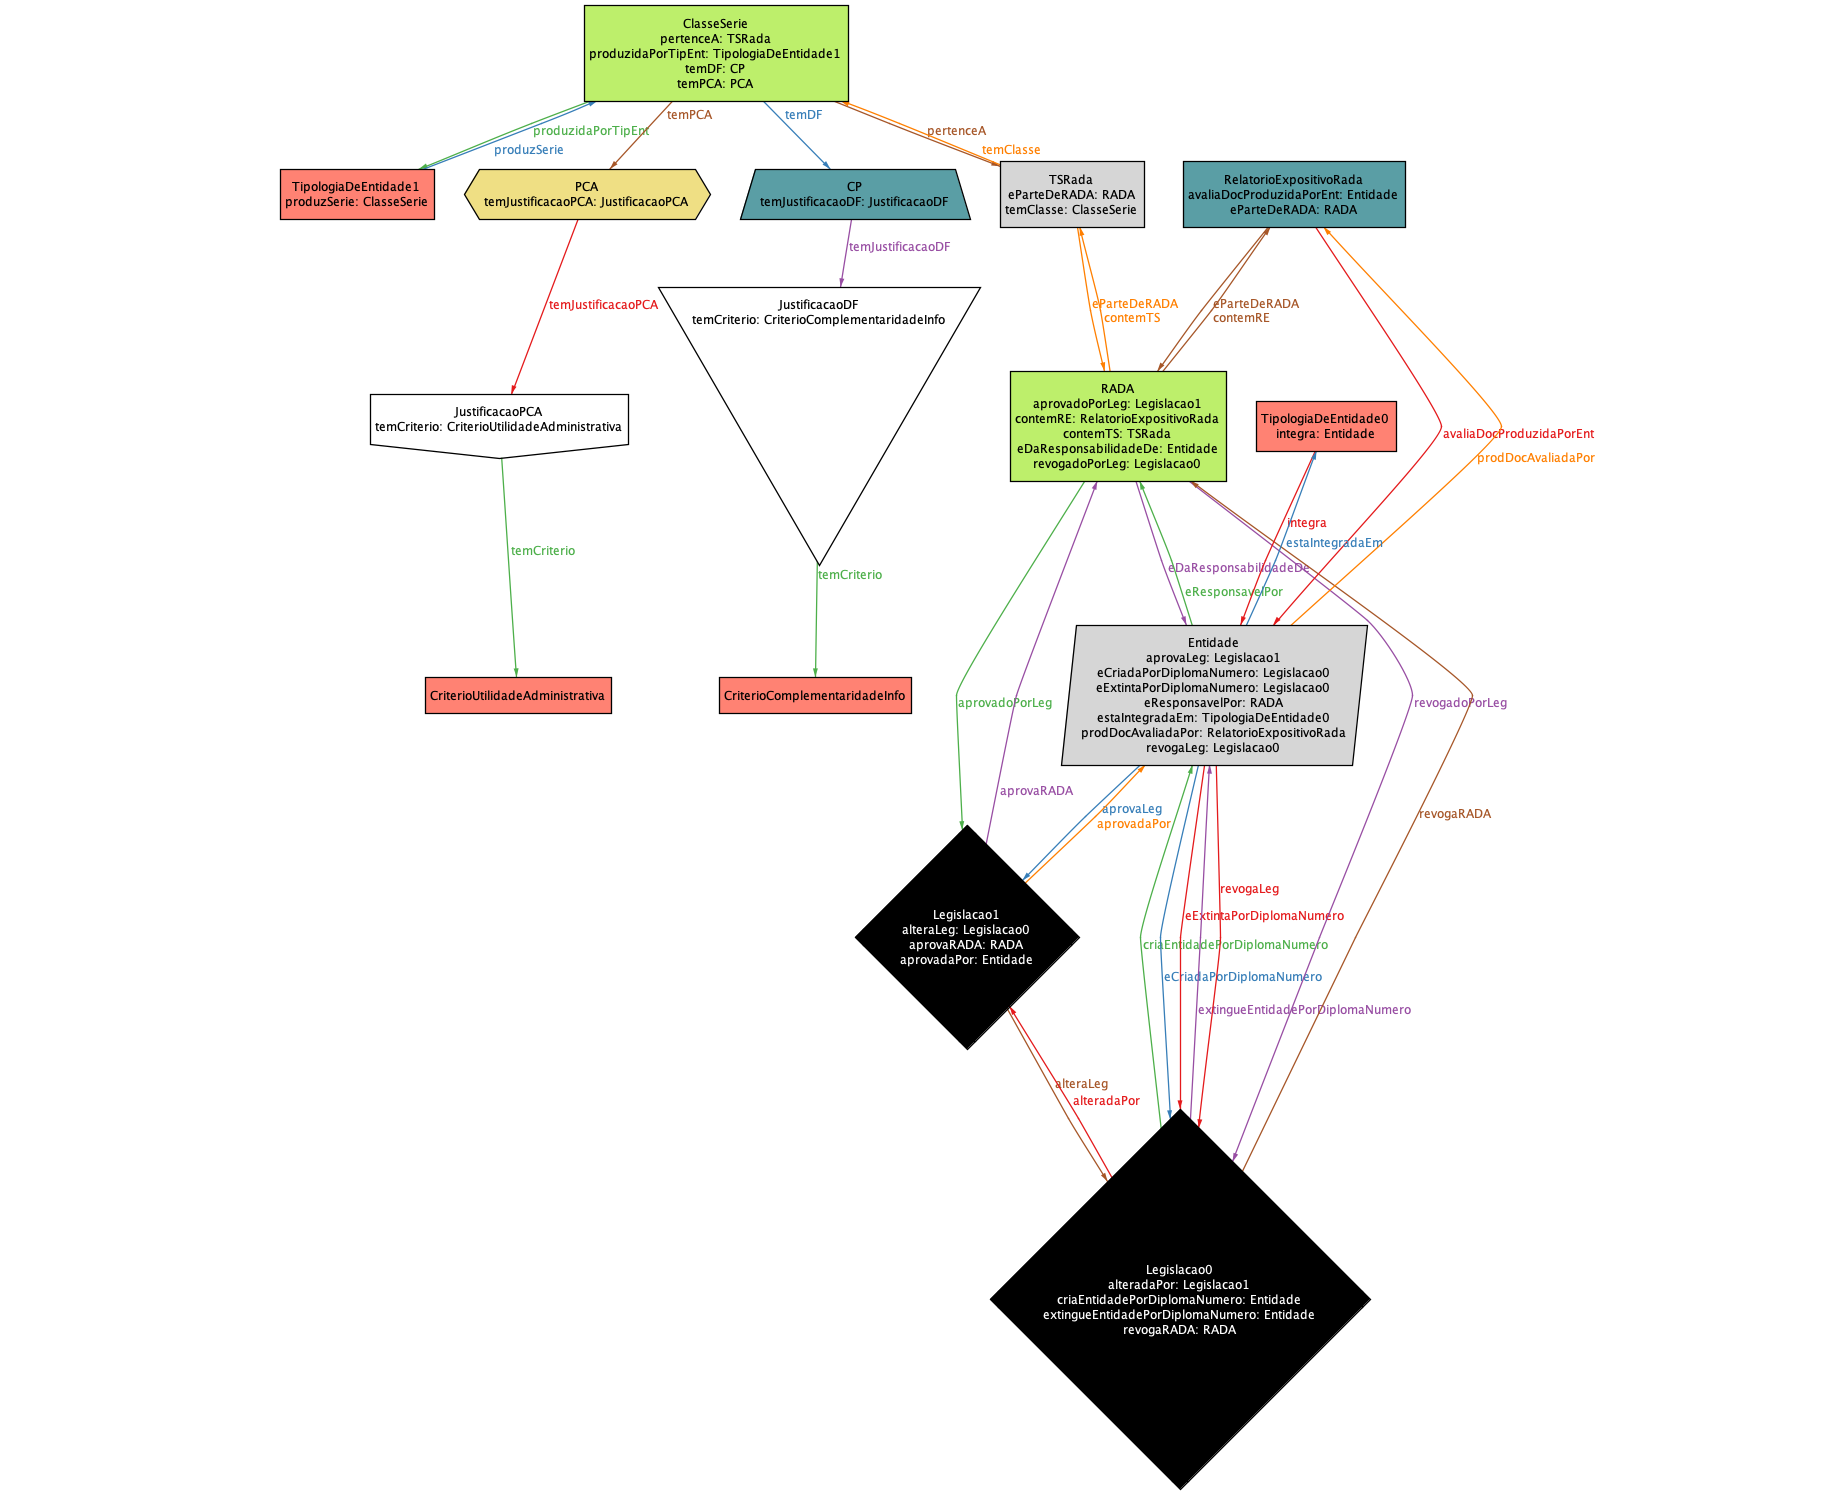 ClasseSerie
pertenceA: TSRada
produzidaPorTipEnt: TipologiaDeEntidade1
temDF: CP
temPCA: PCA
temPCA
temDF
produzidaPorTipEnt
pertenceA
produzSerie
temClasse
TipologiaDeEntidade1
produzSerie: ClasseSerie
PCA
temJustificacaoPCA: JustificacaoPCA
CP
temJustificacaoDF: JustificacaoDF
TSRada
eParteDeRADA: RADA
temClasse: ClasseSerie
RelatorioExpositivoRada
avaliaDocProduzidaPorEnt: Entidade
eParteDeRADA: RADA
temJustificacaoDF
temJustificacaoPCA
JustificacaoDF
temCriterio: CriterioComplementaridadeInfo
eParteDeRADA
contemTS
eParteDeRADA
contemRE
JustificacaoPCA
temCriterio: CriterioUtilidadeAdministrativa
RADA
aprovadoPorLeg: Legislacao1
contemRE: RelatorioExpositivoRada
contemTS: TSRada
eDaResponsabilidadeDe: Entidade
revogadoPorLeg: Legislacao0
TipologiaDeEntidade0
integra: Entidade
avaliaDocProduzidaPorEnt
prodDocAvaliadaPor
integra
estaIntegradaEm
temCriterio
temCriterio
eDaResponsabilidadeDe
eResponsavelPor
CriterioUtilidadeAdministrativa
CriterioComplementaridadeInfo
Entidade
aprovaLeg: Legislacao1
eCriadaPorDiplomaNumero: Legislacao0
eExtintaPorDiplomaNumero: Legislacao0
eResponsavelPor: RADA
estaIntegradaEm: TipologiaDeEntidade0
prodDocAvaliadaPor: RelatorioExpositivoRada
revogaLeg: Legislacao0
aprovadoPorLeg
revogadoPorLeg
aprovaRADA
aprovaLeg
aprovadaPor
revogaRADA
revogaLeg
eExtintaPorDiplomaNumero
criaEntidadePorDiplomaNumero
eCriadaPorDiplomaNumero
extingueEntidadePorDiplomaNumero
Legislacao1
alteraLeg: Legislacao0
aprovaRADA: RADA
aprovadaPor: Entidade
alteraLeg
alteradaPor
Legislacao0
alteradaPor: Legislacao1
criaEntidadePorDiplomaNumero: Entidade
extingueEntidadePorDiplomaNumero: Entidade
revogaRADA: RADA